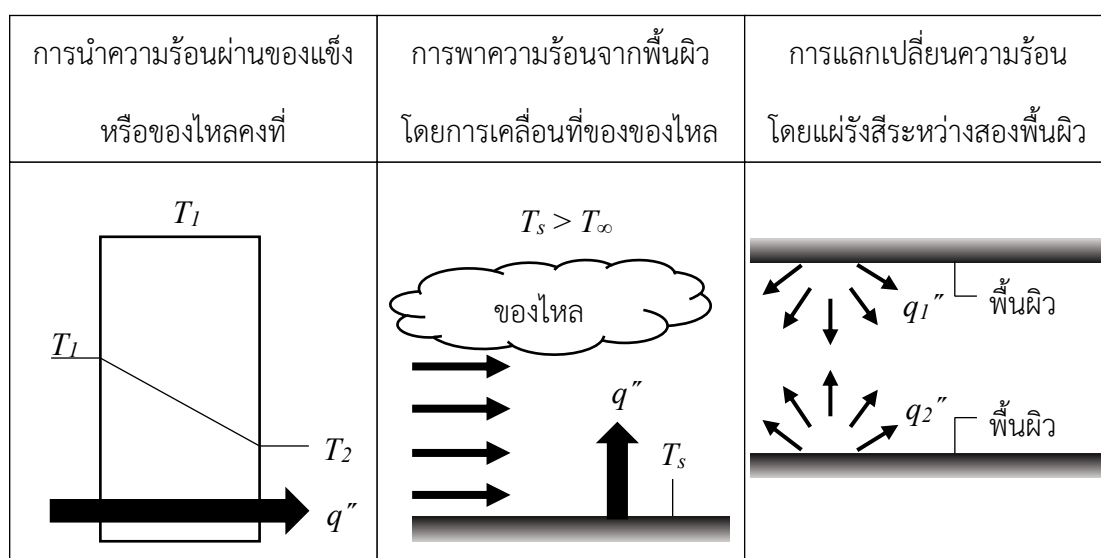 การนำความร้อนผ่านของแข็ง
หรือของไหลคงที่
การพาความร้อนจากพื้นผิว
โดยการเคลื่อนที่ของของไหล
การแลกเปลี่ยนความร้อน
โดยแผ่รังสีระหว่างสองพื้นผิว
T₁
T₁
T₂
q″
Tₛ > T∞
ของไหล
q″
Tₛ
q₁″
พื้นผิว
q₂″
พื้นผิว